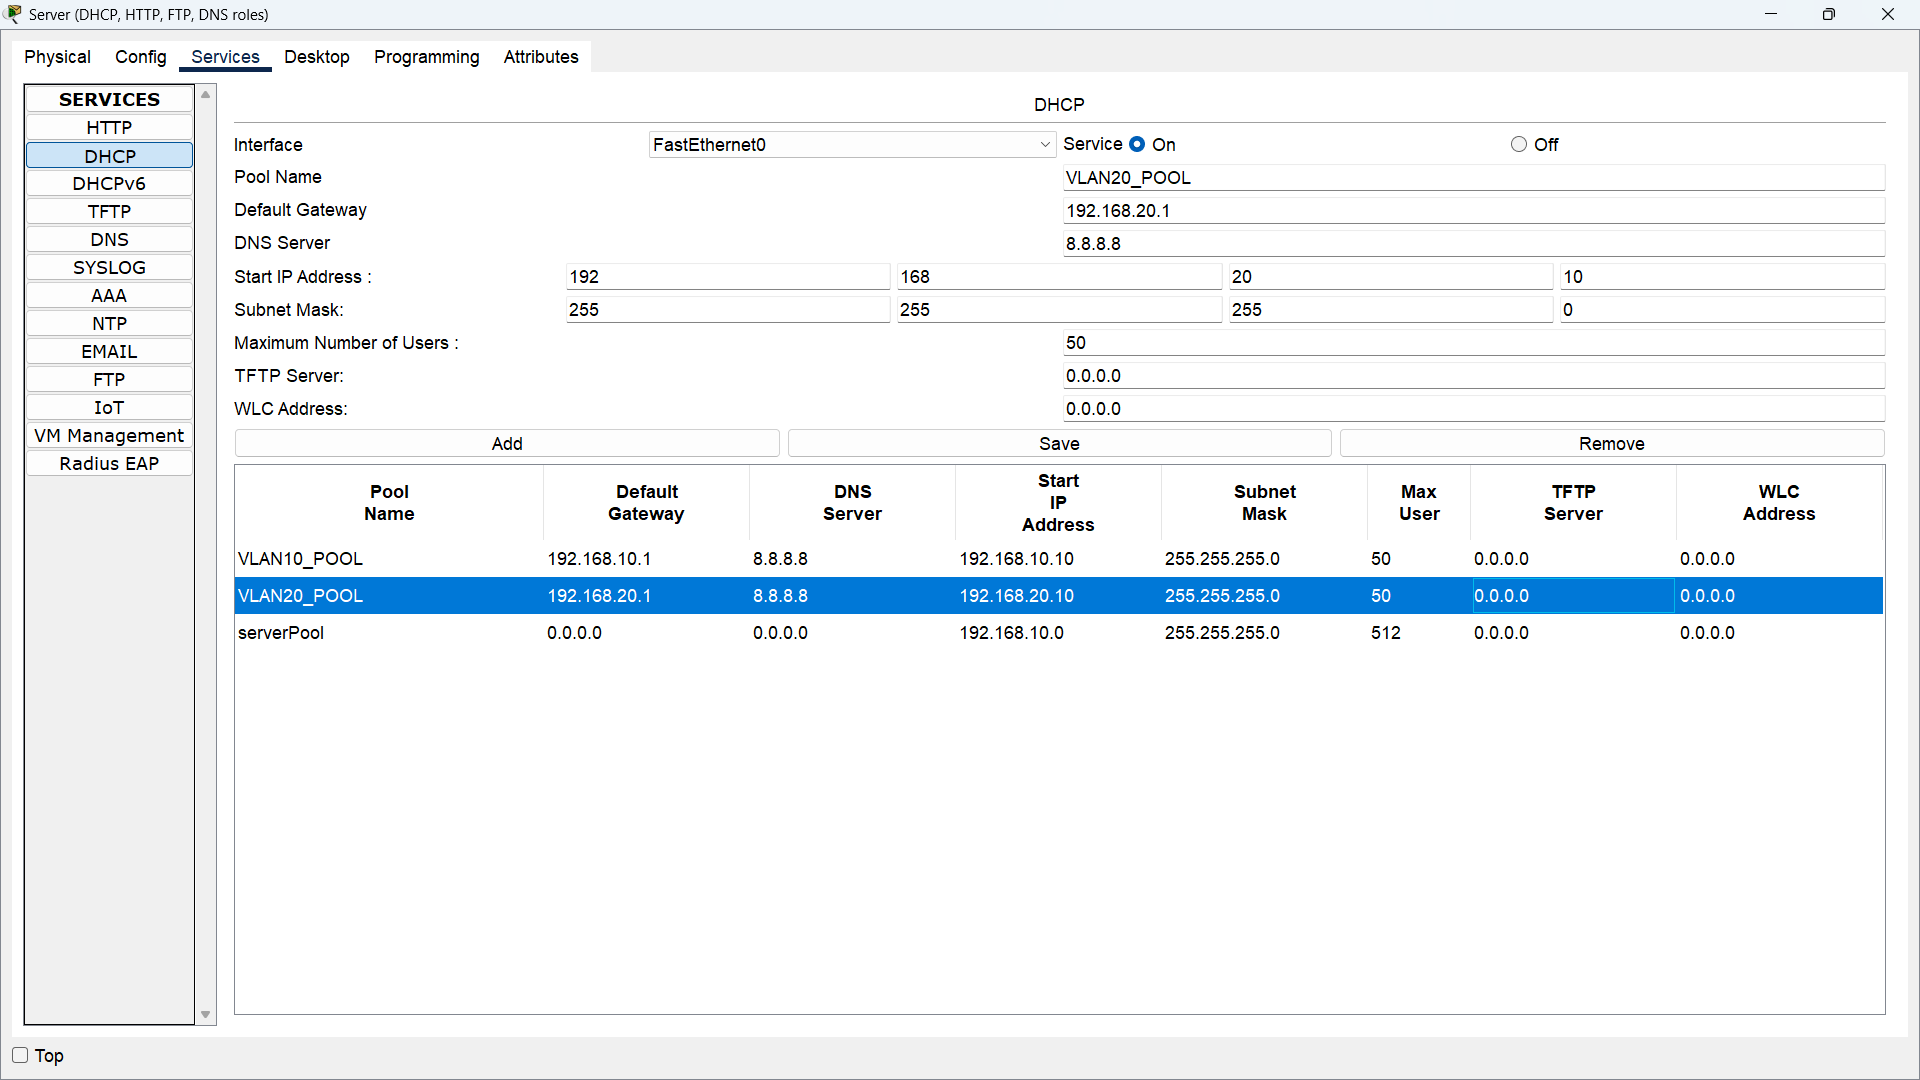 Server (DHCP, HTTP, FTP, DNS roles)
Physical Config Services Desktop Programming Attributes
SERVICES
HTTP
DHCP
DHCPv6
TFTP
DNS
SYSLOG
AAA
NTP
EMAIL
FTP
IoT
VM Management
Radius EAP
DHCP
Interface FastEthernet0 Service On Off
Pool Name VLAN20_POOL
Default Gateway 192.168.20.1
DNS Server 8.8.8.8
Start IP Address : 192 168 20 10
Subnet Mask: 255 255 255 0
Maximum Number of Users : 50
TFTP Server: 0.0.0.0
WLC Address: 0.0.0.0
Add Save Remove
Pool Name Default Gateway DNS Server Start IP Address Subnet Mask Max User TFTP Server WLC Address
VLAN10_POOL 192.168.10.1 8.8.8.8 192.168.10.10 255.255.255.0 50 0.0.0.0 0.0.0.0
VLAN20_POOL 192.168.20.1 8.8.8.8 192.168.20.10 255.255.255.0 50 0.0.0.0 0.0.0.0
serverPool 0.0.0.0 0.0.0.0 192.168.10.0 255.255.255.0 512 0.0.0.0 0.0.0.0
Top